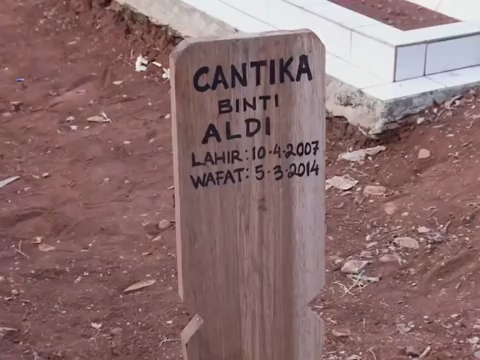 CANTIKA
BINTI
ALDI
LAHIR: 10-4-2007
WAFAT: 5-3-2014